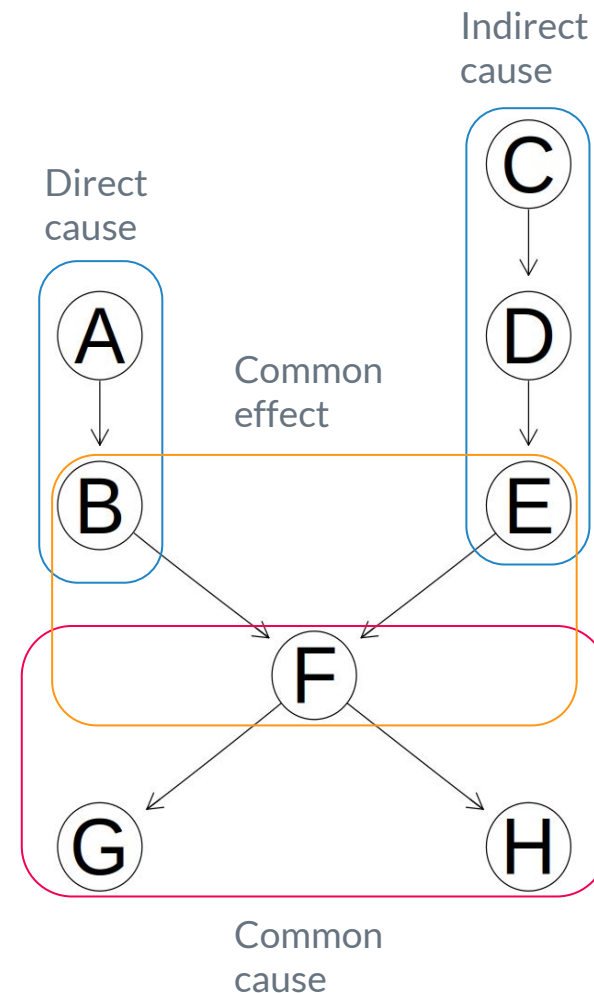 Indirect
cause
C
Direct
cause
A
D
Common
effect
B
E
F
G
H
Common
cause